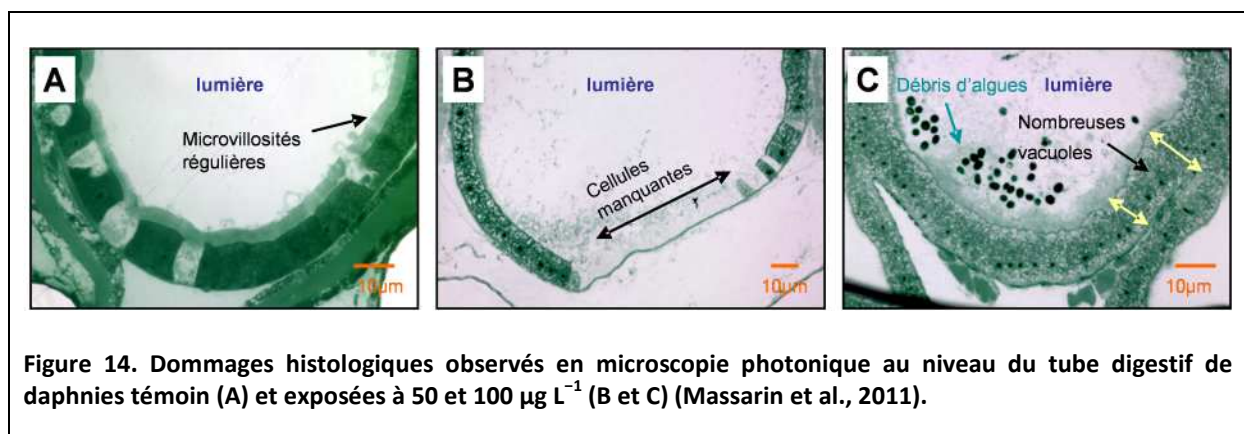 A
lumière
Microvillosités
régulières
10µm
B
lumière
Cellules
manquantes
10µm
C
Débris d'algues
lumière
Nombreuses
vacuoles
10µm
Figure 14. Dommages histologiques observés en microscopie photonique au niveau du tube digestif de
daphnies témoin (A) et exposées à 50 et 100 µg L⁻¹ (B et C) (Massarin et al., 2011).